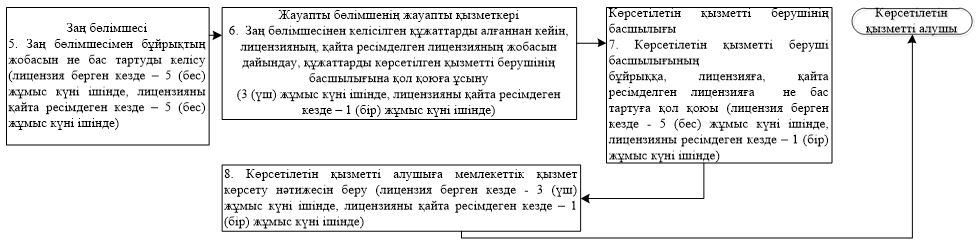 Заң бөлімшесі
5. Заң бөлімшесімен бұйрықтың
жобасын не бас тартуды келісу
(лицензия берген кезде – 5 (бес)
жұмыс күні ішінде, лицензияны
қайта ресімдеген кезде – 5 (бес)
жұмыс күні ішінде)
Жауапты бөлімшенің жауапты қызметкері
6. Заң бөлімшесінен келісілген құжаттарды алғаннан кейін,
лицензияның, қайта ресімделген лицензияның жобасын
дайындау, құжаттарды көрсетілген қызметті берушінің
басшылығына қол қоюға ұсыну
(3 (үш) жұмыс күні ішінде, лицензияны қайта ресімдеген
кезде – 1 (бір) жұмыс күні ішінде)
Көрсетілетін қызметті берушінің
басшылығы
7. Көрсетілетін қызметті беруші
басшылығының
бұйрыққа, лицензияға, қайта
ресімделген лицензияға не бас
тартуға қол қоюы (лицензия берген
кезде - 5 (бес) жұмыс күні ішінде,
лицензияны ресімдеген кезде – 1 (бір)
жұмыс күні ішінде)
Көрсетілетін
қызметті алушы
8. Көрсетілетін қызметті алушыға мемлекеттік қызмет
көрсету нәтижесін беру (лицензия берген кезде - 3 (үш)
жұмыс күні ішінде, лицензияны қайта ресімдеген кезде – 1
(бір) жұмыс күні ішінде)